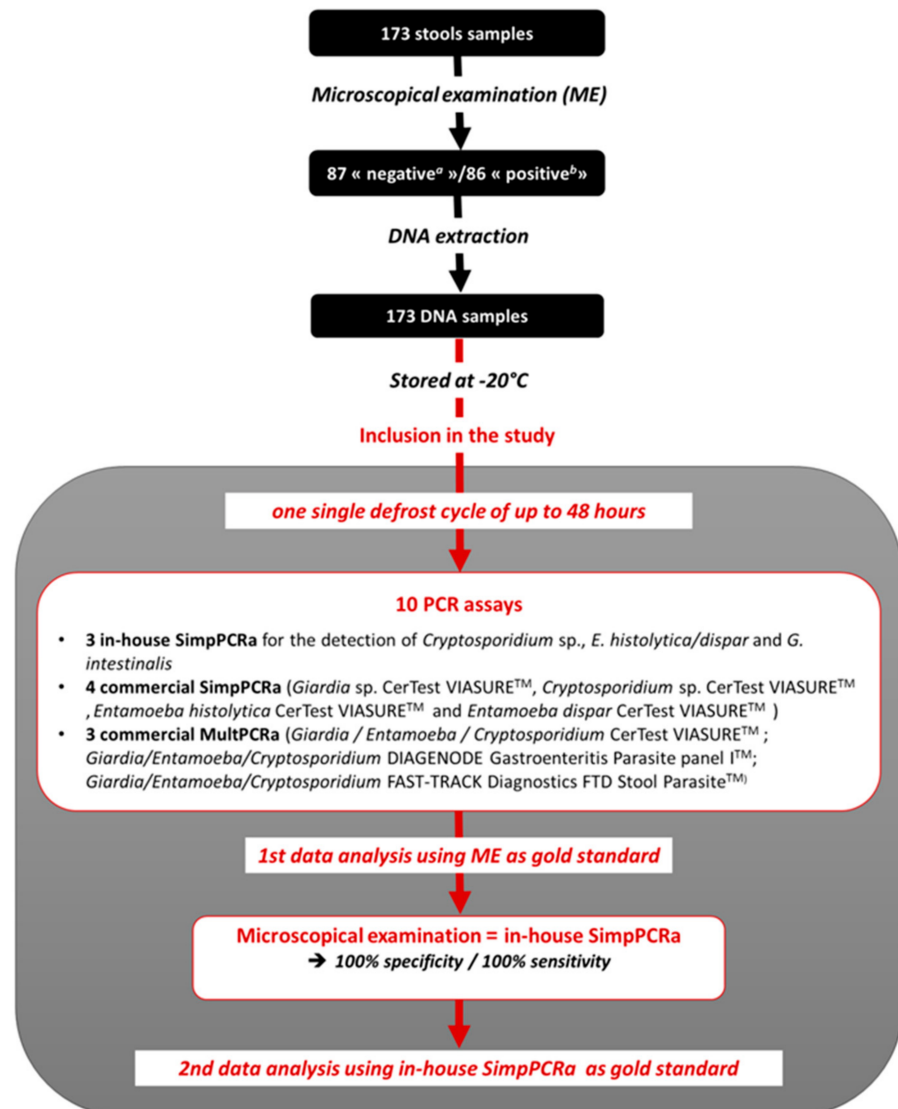 173 stools samples
Microscopical examination (ME)
87 « negativeᵃ »/86 « positiveᵇ»
DNA extraction
173 DNA samples
Stored at -20°C
Inclusion in the study
one single defrost cycle of up to 48 hours
10 PCR assays
• 3 in-house SimpPCRa for the detection of Cryptosporidium sp., E. histolytica/dispar and G.
intestinalis
• 4 commercial SimpPCRa (Giardia sp. CerTest VIASURE™, Cryptosporidium sp. CerTest VIASURE™
, Entamoeba histolytica CerTest VIASURE™ and Entamoeba dispar CerTest VIASURE™ )
• 3 commercial MultPCRa (Giardia / Entamoeba / Cryptosporidium CerTest VIASURE™ ;
Giardia/Entamoeba/Cryptosporidium DIAGENODE Gastroenteritis Parasite panel I™;
Giardia/Entamoeba/Cryptosporidium FAST-TRACK Diagnostics FTD Stool Parasite™)
1st data analysis using ME as gold standard
Microscopical examination = in-house SimpPCRa
➔ 100% specificity / 100% sensitivity
2nd data analysis using in-house SimpPCRa as gold standard